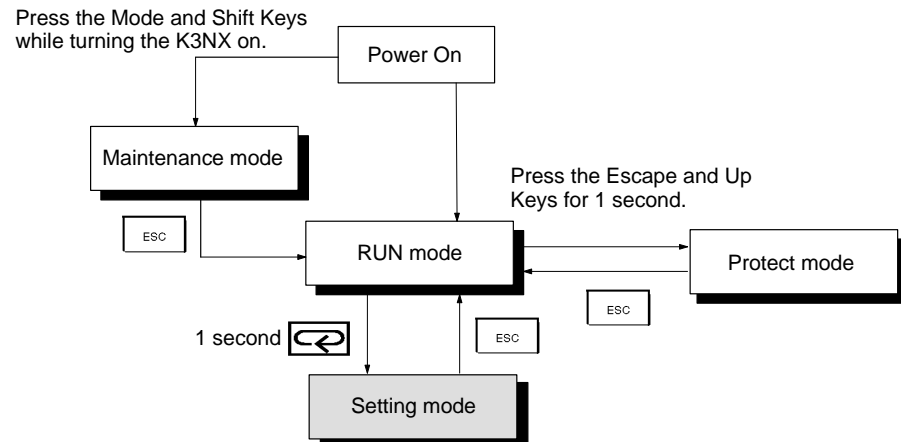 Press the Mode and Shift Keys
while turning the K3NX on.
Power On
Maintenance mode
Press the Escape and Up
Keys for 1 second.
ESC
RUN mode
Protect mode
ESC
1 second
ESC
Setting mode